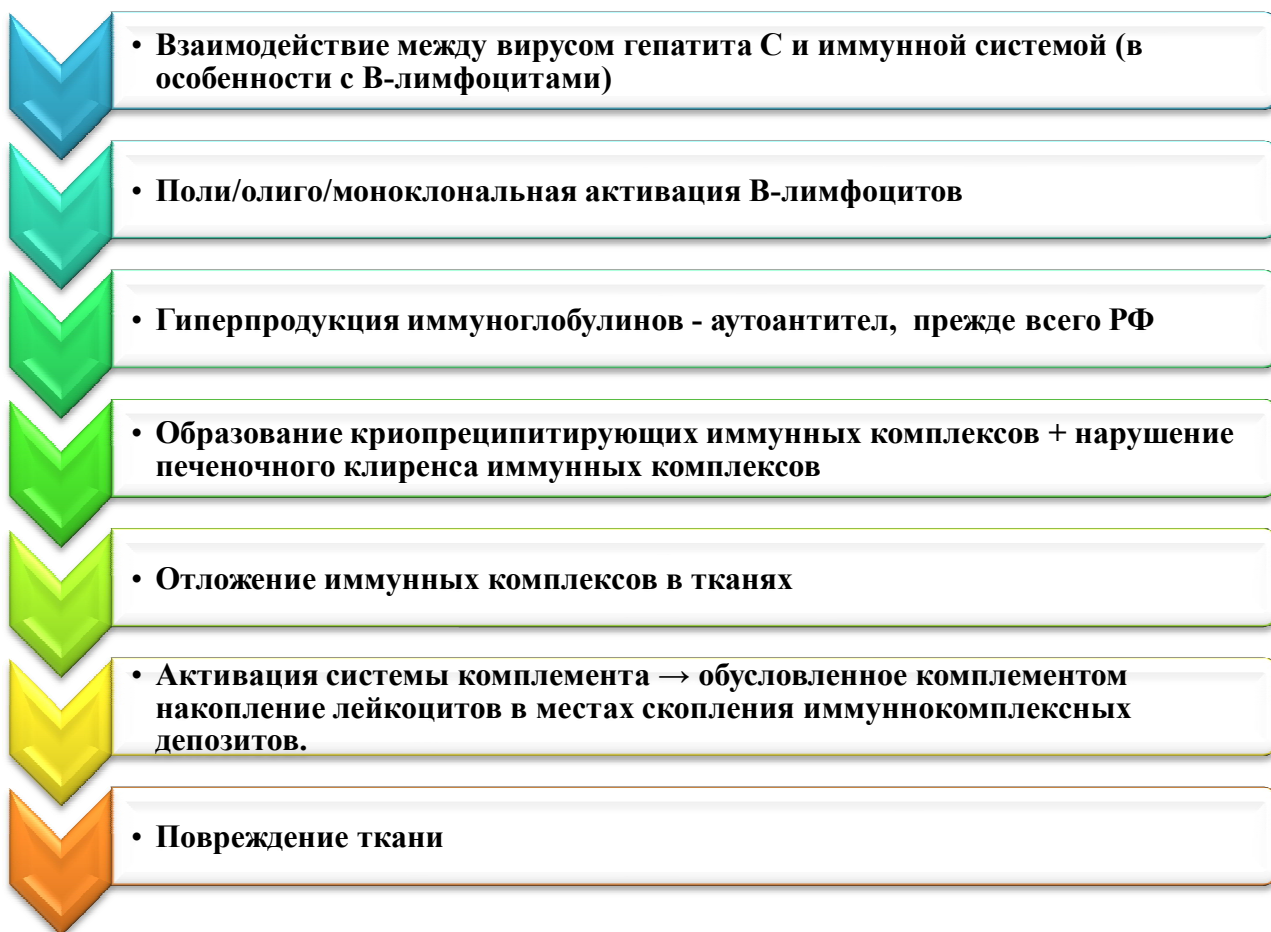 • Взаимодействие между вирусом гепатита С и иммунной системой (в
особенности с В-лимфоцитами)
• Поли/олиго/моноклональная активация В-лимфоцитов
• Гиперпродукция иммуноглобулинов - аутоантител,  прежде всего РФ
• Образование криопреципитирующих иммунных комплексов + нарушение
печеночного клиренса иммунных комплексов
• Отложение иммунных комплексов в тканях
• Активация системы комплемента → обусловленное комплементом
накопление лейкоцитов в местах скопления иммуннокомплексных
депозитов.
• Повреждение ткани